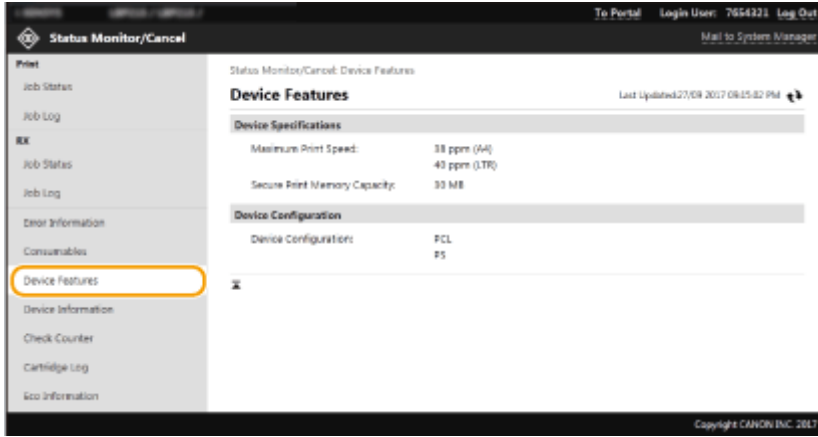 To Portal Login User: 7654321 Log Out
Status Monitor/Cancel
Mail to System Manager
Print
Job Status
Job Log
RX
Job Status
Job Log
Error Information
Consumables
Device Features
Device Information
Check Counter
Cartridge Log
Eco Information
Status Monitor/Cancel: Device Features
Device Features
Last Updated:27/09 2017 09:15:02 PM
Device Specifications
Maximum Print Speed: 38 ppm (A4)
40 ppm (LTR)
Secure Print Memory Capacity: 30 MB
Device Configuration
Device Configuration: PCL
PS
Copyright CANON INC. 2017